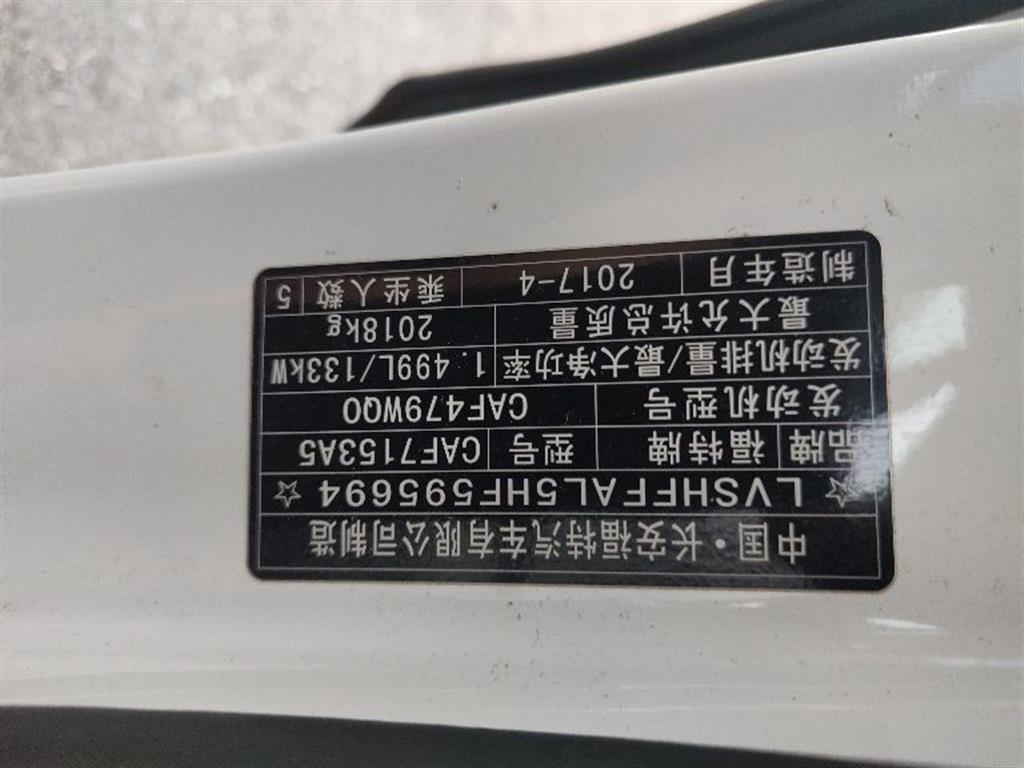 中国·长安福特汽车有限公司制造
☆ LVSHFFAL5HF595694 ☆
品牌 福特牌 型号 CAF7153A5
发动机型号 CAF479WQ0
发动机排量/最大净功率 1.499L/133kW
最大允许总质量 2018kg
制造年月 2017-4 乘坐人数 5